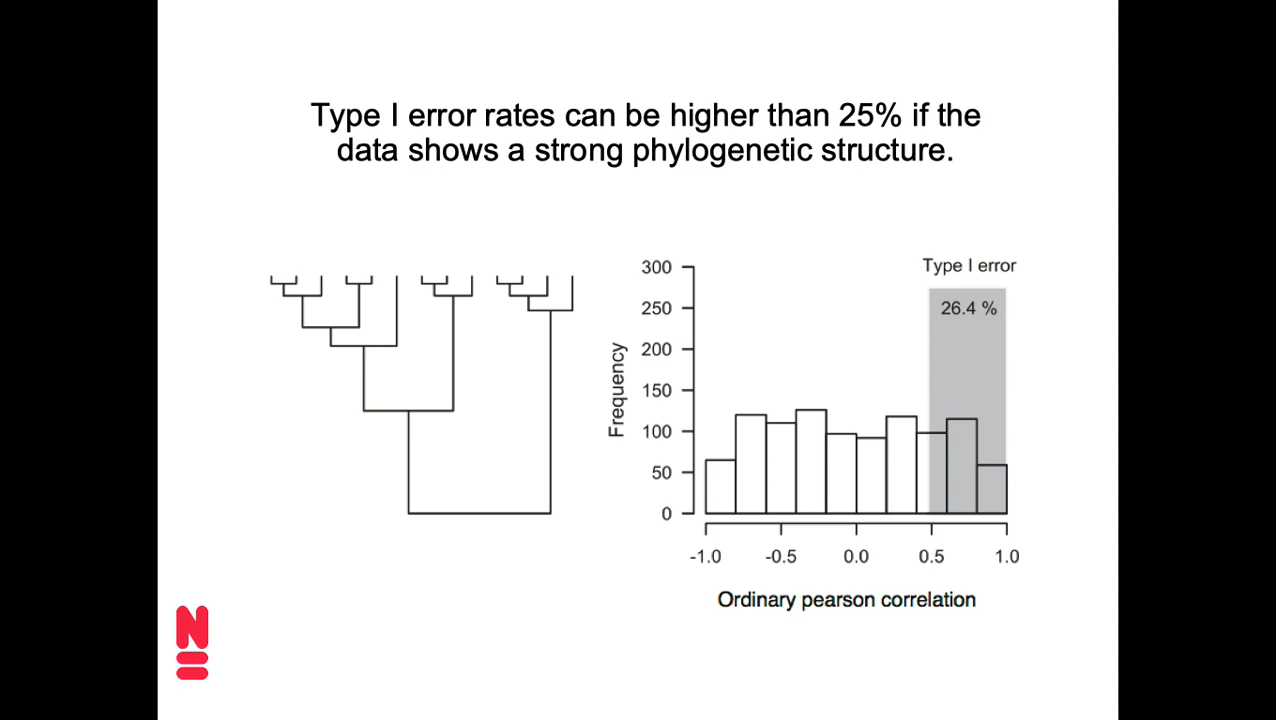 Type I error rates can be higher than 25% if the
data shows a strong phylogenetic structure.
Type I error
26.4 %
300
250
200
150
100
50
0
Frequency
-1.0 -0.5 0.0 0.5 1.0
Ordinary pearson correlation